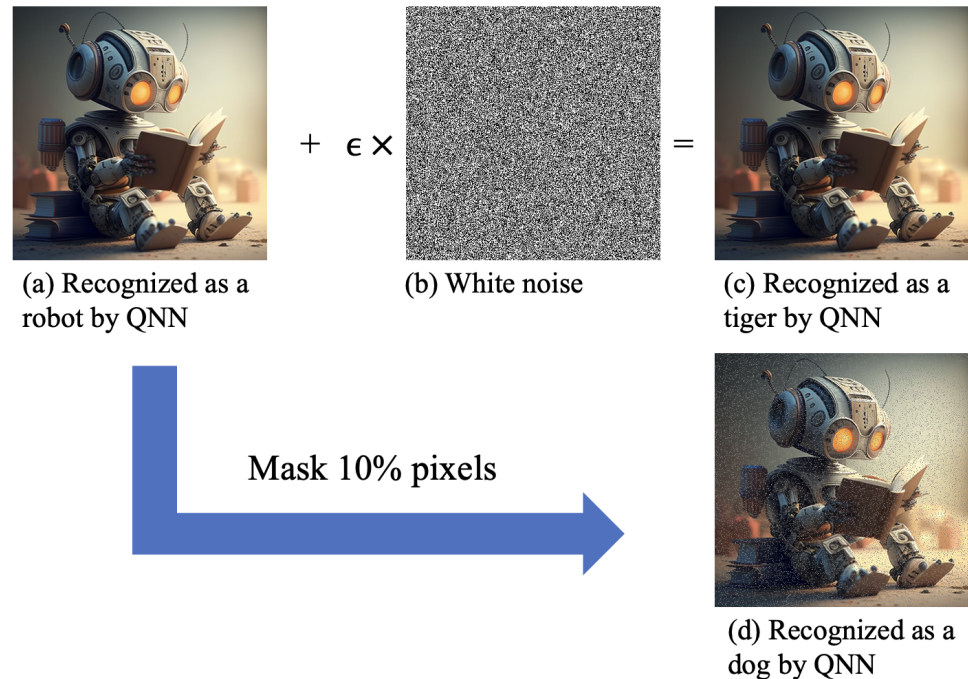 + ϵ × =
(a) Recognized as a
robot by QNN
(b) White noise
(c) Recognized as a
tiger by QNN
Mask 10% pixels
(d) Recognized as a
dog by QNN